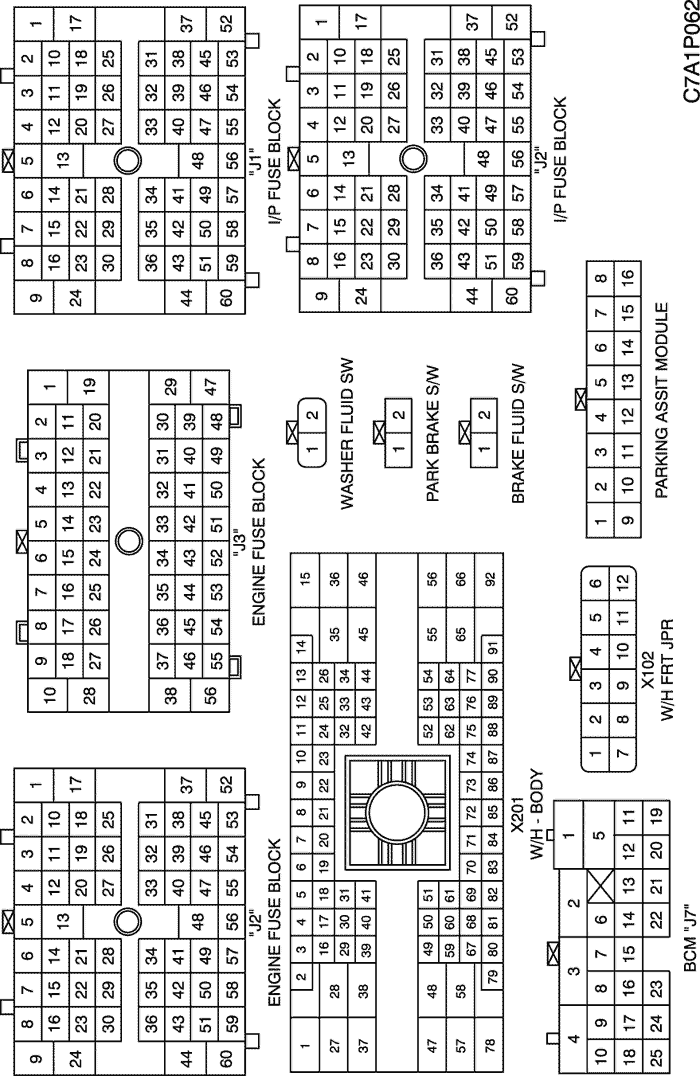 9 8 7 6 5 4 3 2 1
24 16 15 14 13 12 11 10 17
23 22 21 20 19 18
30 29 28 27 26 25
36 35 34 33 32 31
44 43 42 41 40 39 38 37
51 50 49 48 47 46 45
60 59 58 57 56 55 54 53 52
"J2"
ENGINE FUSE BLOCK
10 9 8 7 6 5 4 3 2 1
28 18 17 16 15 14 13 12 11 19
27 26 25 24 23 22 21 20
38 37 36 35 34 33 32 31 30 29
46 45 44 43 42 41 40 39
56 55 54 53 52 51 50 49 48 47
"J3"
ENGINE FUSE BLOCK
9 8 7 6 5 4 3 2 1
24 16 15 14 13 12 11 10 17
23 22 21 20 19 18
30 29 28 27 26 25
36 35 34 33 32 31
44 43 42 41 40 39 38 37
51 50 49 48 47 46 45
60 59 58 57 56 55 54 53 52
"J1"
I/P FUSE BLOCK
1 2 3 4 5 6 7 8 9 10 11 12 13 14 15
27 28 16 17 18 19 20 21 22 23 24 25 26 35 36
29 30 31 32 33 34
37 38 39 40 41 42 43 44 45 46
47 48 49 50 51 52 53 54 55 56
57 58 59 60 61 62 63 64 65 66
67 68 69 70 71 72 73 74 75 76 77
78 79 80 81 82 83 84 85 86 87 88 89 90 91 92
X201
W/H - BODY
1 2
WASHER FLUID SW
1 2
PARK BRAKE S/W
1 2
BRAKE FLUID S/W
9 8 7 6 5 4 3 2 1
24 16 15 14 13 12 11 10 17
23 22 21 20 19 18
30 29 28 27 26 25
36 35 34 33 32 31
44 43 42 41 40 39 38 37
51 50 49 48 47 46 45
60 59 58 57 56 55 54 53 52
"J2"
I/P FUSE BLOCK
4 3 2 1
10 9 8 7 6 5
18 17 16 15 14 13 12 11
25 24 23 22 21 20 19
BCM "J7"
1 2 3 4 5 6
7 8 9 10 11 12
X102
W/H FRT JPR
1 2 3 4 5 6 7 8
9 10 11 12 13 14 15 16
PARKING ASSIT MODULE
C7A1P062